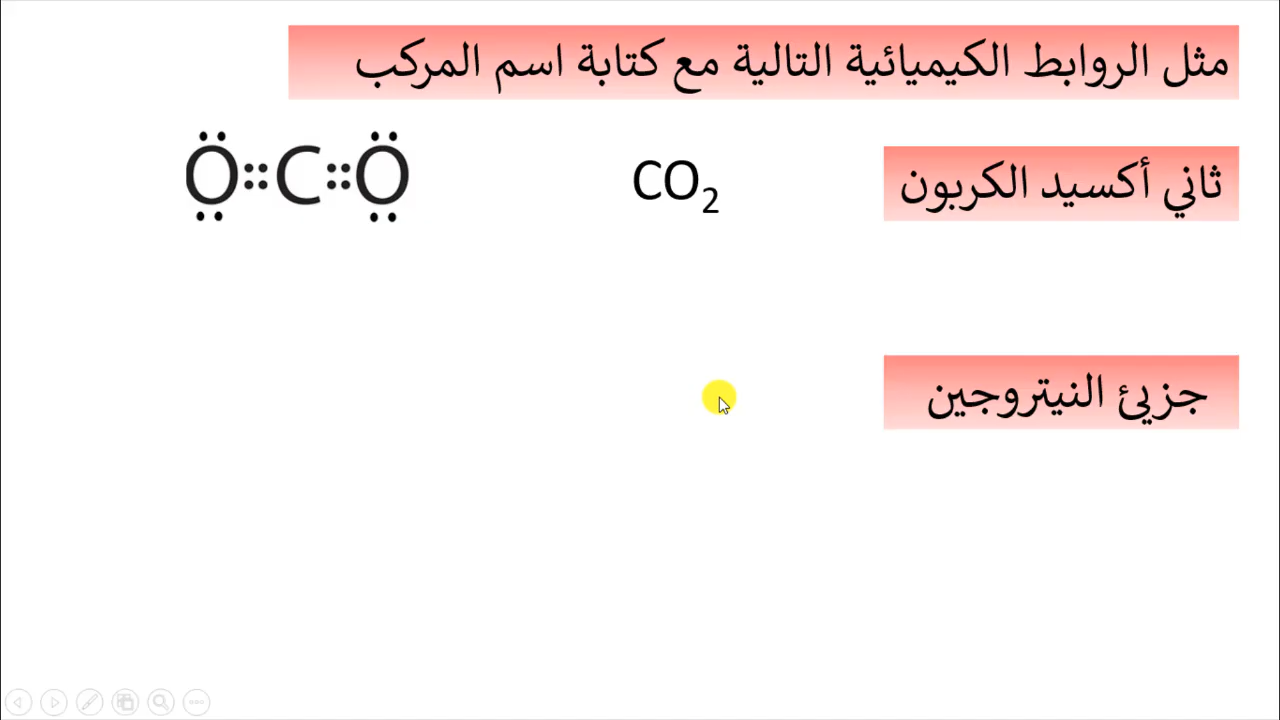 مثل الروابط الكيميائية التالية مع كتابة اسم المركب
ثاني أكسيد الكربون
CO₂
O::C::O
جزيئ النيتروجين